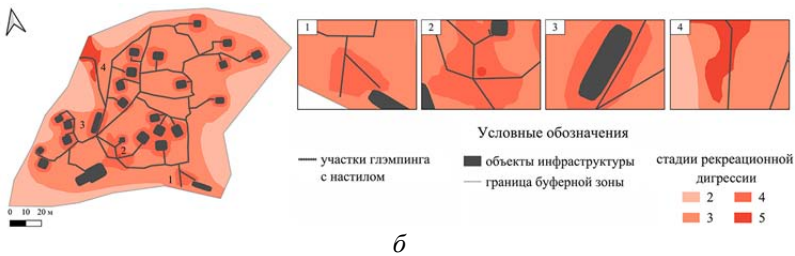 1
2
3
4
4
3
2
1
0 10 20 м
Условные обозначения
участки глэмпинга
с настилом
объекты инфраструктуры
граница буферной зоны
стадии рекреационной
дигрессии
2 4
3 5
б